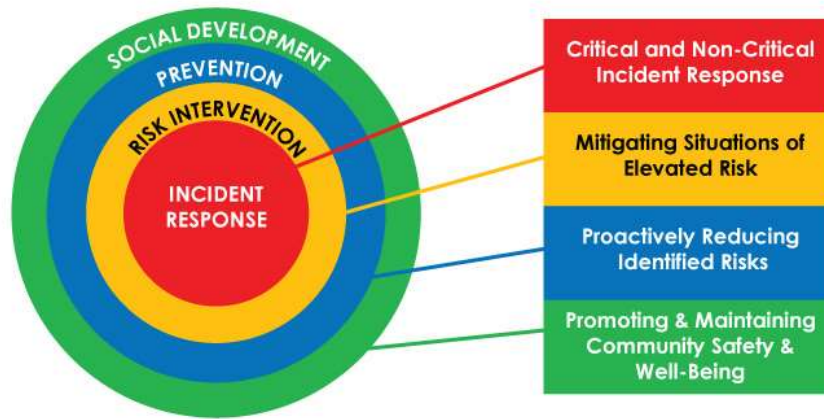 SOCIAL DEVELOPMENT
PREVENTION
RISK INTERVENTION
INCIDENT
RESPONSE
Critical and Non-Critical
Incident Response
Mitigating Situations of
Elevated Risk
Proactively Reducing
Identified Risks
Promoting & Maintaining
Community Safety &
Well-Being